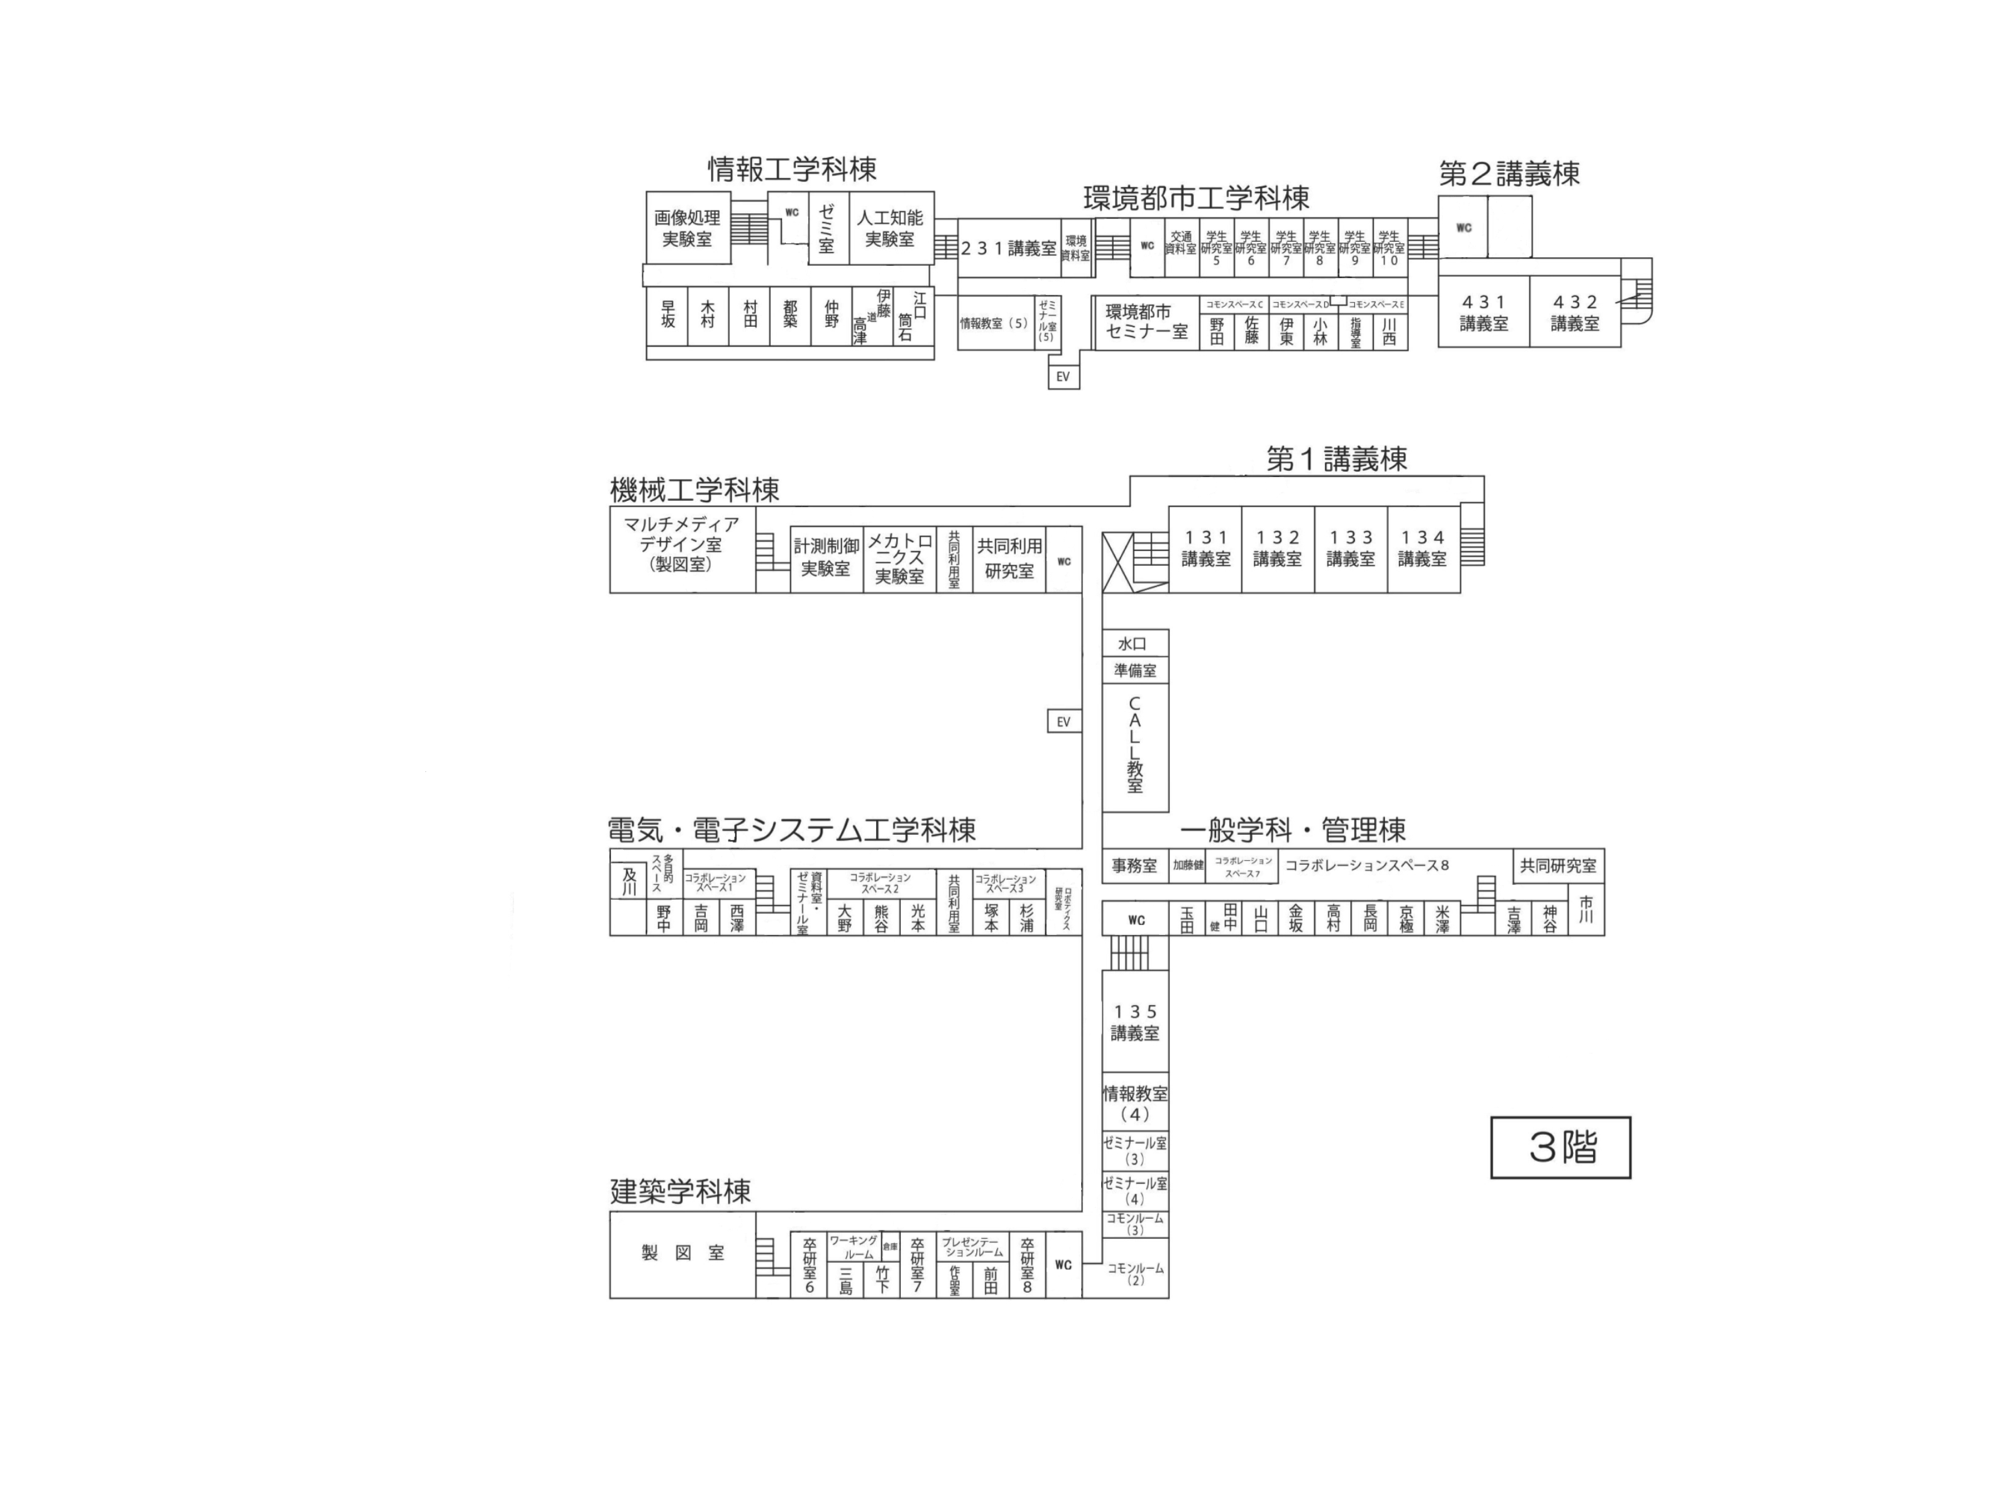 情報工学科棟
画像処理
実験室
WC
ゼミ室
人工知能
実験室
早坂
木村
村田
都築
仲野
伊藤
道
高津
江口
筒石
環境都市工学科棟
231講義室
環境
資料室
WC
交通
資料室
学生
研究室
5
学生
研究室
6
学生
研究室
7
学生
研究室
8
学生
研究室
9
学生
研究室
10
情報教室（5）
ゼミ
ナー
ル室
(5)
環境都市
セミナー室
コモンスペースC
コモンスペースD
コモンスペースE
野田
佐藤
伊東
小林
指導室
川西
EV
第2講義棟
WC
431
講義室
432
講義室
機械工学科棟
マルチメディア
デザイン室
（製図室）
計測制御
実験室
メカトロ
ニクス
実験室
共同利用室
共同利用
研究室
WC
第1講義棟
131
講義室
132
講義室
133
講義室
134
講義室
水口
準備室
CALL教室
EV
電気・電子システム工学科棟
及川
多目的
スペース
野中
コラボレーション
スペース1
吉岡
西澤
資料室・
ゼミナール室
コラボレーション
スペース2
大野
熊谷
光本
共同利用室
コラボレーション
スペース3
塚本
杉浦
ロボティクス
研究室
一般学科・管理棟
事務室
加藤健
コラボレーション
スペース7
コラボレーションスペース8
共同研究室
WC
玉田
田中
健
山口
金坂
高村
長岡
京極
米澤
吉澤
神谷
市川
135
講義室
情報教室
（4）
ゼミナール室
（3）
ゼミナール室
（4）
コモンルーム
（3）
コモンルーム
（2）
建築学科棟
製図室
卒研室6
ワーキング
ルーム
倉庫
三島
竹下
卒研室7
プレゼンテー
ションルーム
作品室
前田
卒研室8
WC
3階